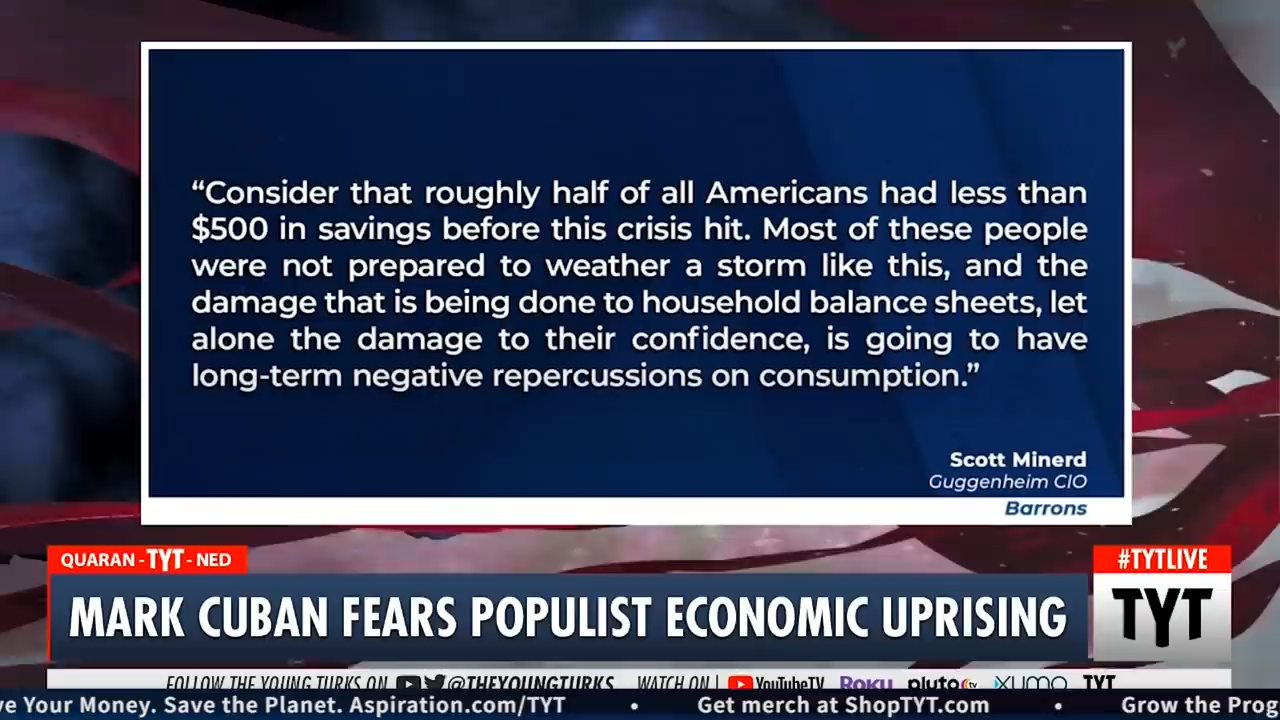 “Consider that roughly half of all Americans had less than
$500 in savings before this crisis hit. Most of these people
were not prepared to weather a storm like this, and the
damage that is being done to household balance sheets, let
alone the damage to their confidence, is going to have
long-term negative repercussions on consumption.”
Scott Minerd
Guggenheim CIO
Barrons
QUARAN - TYT - NED
#TYTLIVE
MARK CUBAN FEARS POPULIST ECONOMIC UPRISING
TYT
FOLLOW THE YOUNG TURKS ON @THEYOUNGTURKS WATCH ON | YouTubeTV ROKU pluto tv XUMO TYT
ve Your Money. Save the Planet. Aspiration.com/TYT • Get merch at ShopTYT.com • Grow the Prog